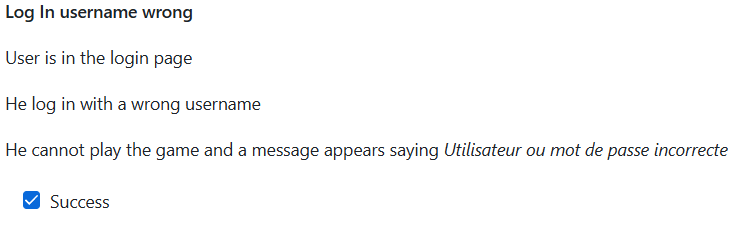 Log In username wrong
User is in the login page
He log in with a wrong username
He cannot play the game and a message appears saying Utilisateur ou mot de passe incorrecte
Success